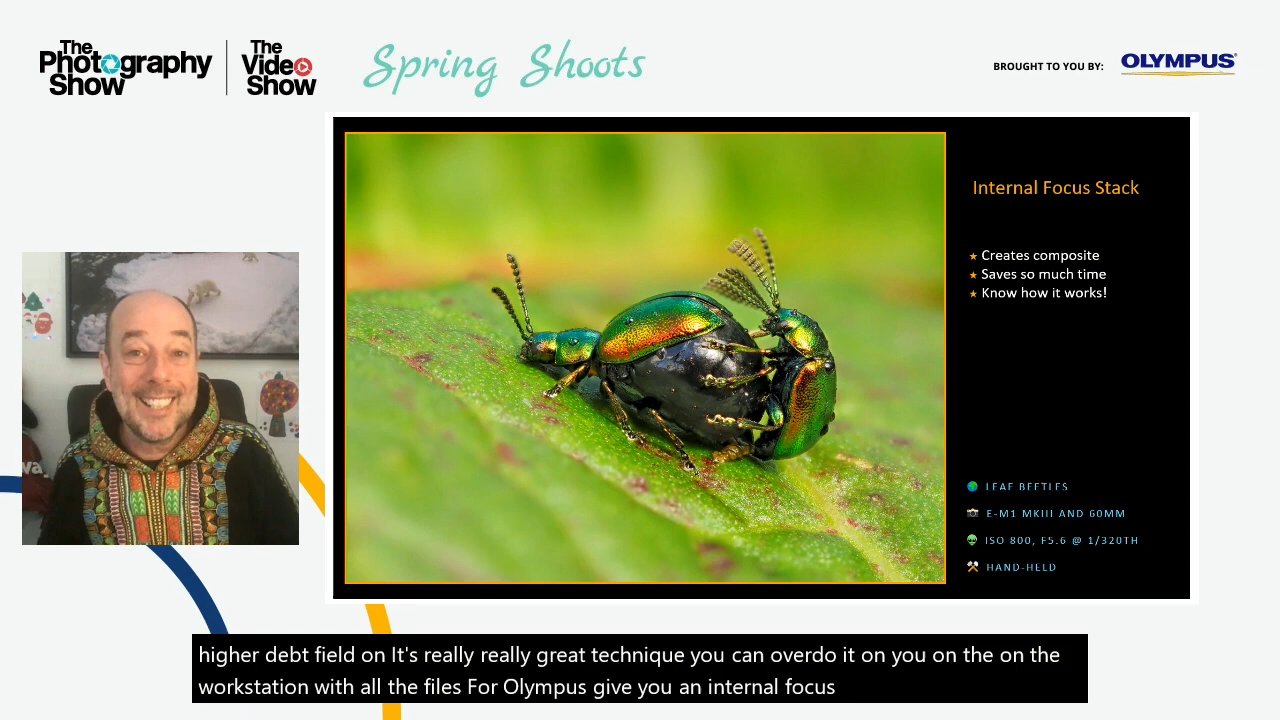 The
Photography
Show
The
Video
Show
Spring Shoots
BROUGHT TO YOU BY:
OLYMPUS
Internal Focus Stack
★ Creates composite
★ Saves so much time
★ Know how it works!
LEAF BEETLES
E-M1 MKIII AND 60MM
ISO 800, F5.6 @ 1/320TH
HAND-HELD
higher debt field on It's really really great technique you can overdo it on you on the on the
workstation with all the files For Olympus give you an internal focus